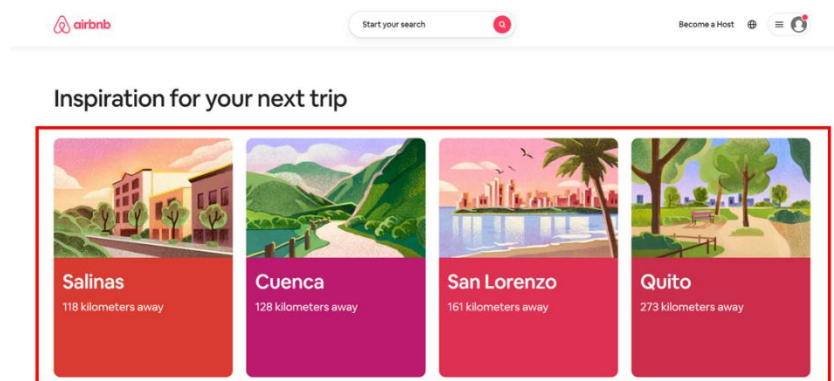 airbnb
Start your search
Become a Host
Inspiration for your next trip
Salinas
118 kilometers away
Cuenca
128 kilometers away
San Lorenzo
161 kilometers away
Quito
273 kilometers away